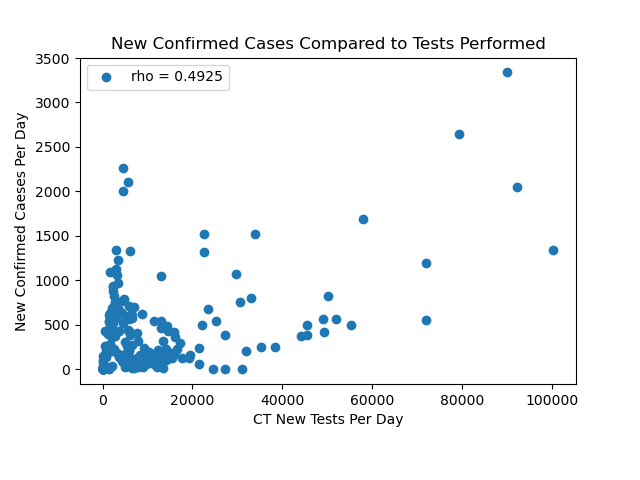 New Confirmed Cases Compared to Tests Performed
rho = 0.4925
3500
3000
2500
2000
1500
1000
500
0
New Confirmed Caeses Per Day
0 20000 40000 60000 80000 100000
CT New Tests Per Day